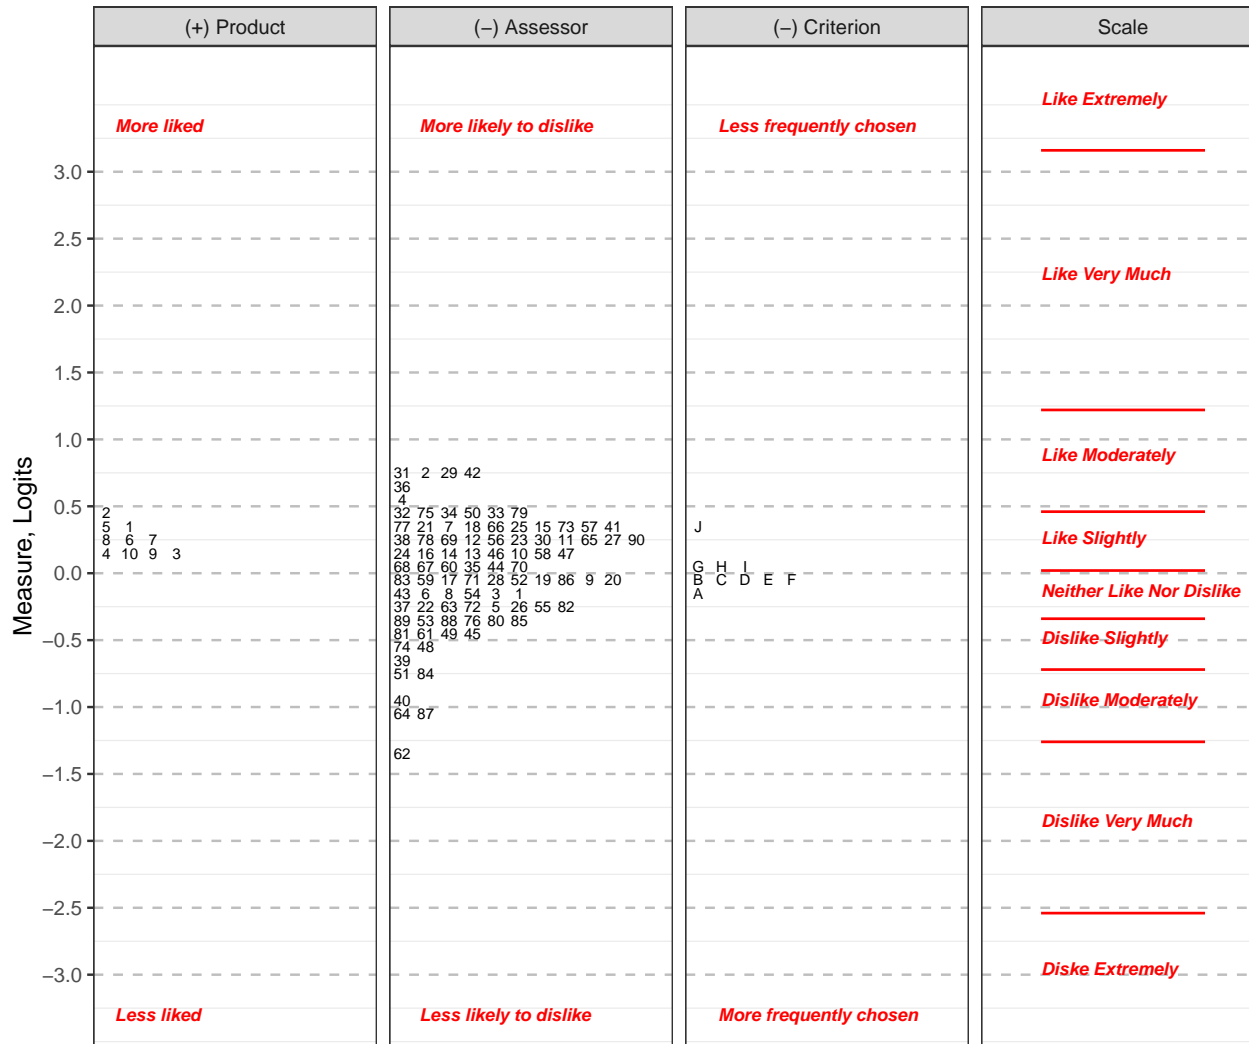 (+) Product
(−) Assessor
(−) Criterion
Scale
Like Extremely
More liked
More likely to dislike
Less frequently chosen
3.0
2.5
Like Very Much
2.0
1.5
1.0
Like Moderately
31 2 29 42
36
4
0.5
2
32 75 34 50 33 79
5 1
77 21 7 18 66 25 15 73 57 41
J
8 6 7
38 78 69 12 56 23 30 11 65 27 90
Like Slightly
4 10 9 3
24 16 14 13 46 10 58 47
68 67 60 35 44 70
G H I
0.0
83 59 17 71 28 52 19 86 9 20
B C D E F
43 6 8 54 3 1
A
Neither Like Nor Dislike
37 22 63 72 5 26 55 82
89 53 88 76 80 85
81 61 49 45
−0.5
Dislike Slightly
74 48
39
51 84
40
Dislike Moderately
−1.0
64 87
62
−1.5
Dislike Very Much
−2.0
−2.5
−3.0
Diske Extremely
Less liked
Less likely to dislike
More frequently chosen
Measure, Logits